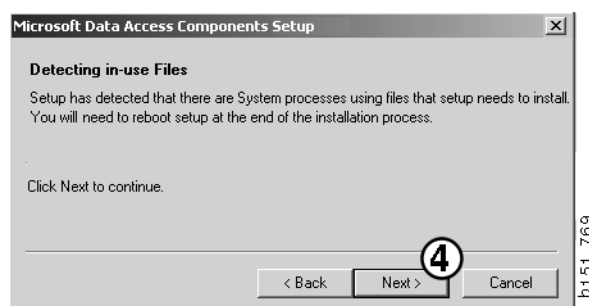 Microsoft Data Access Components Setup
Detecting in-use Files
Setup has detected that there are System processes using files that setup needs to install.
You will need to reboot setup at the end of the installation process.
Click Next to continue.
4
< Back
Next >
Cancel
b151_769